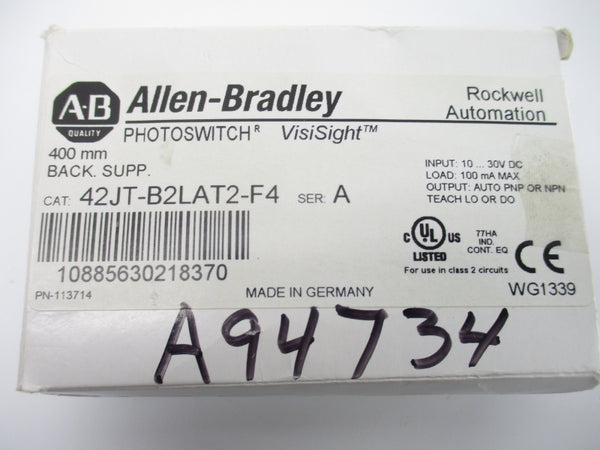 A-B
QUALITY
Allen-Bradley
Rockwell
Automation
PHOTOSWITCH® VisiSight™
400 mm
BACK. SUPP.
CAT: 42JT-B2LAT2-F4 SER: A
INPUT: 10 ... 30V DC
LOAD: 100 mA MAX
OUTPUT: AUTO PNP OR NPN
TEACH LO OR DO
C UL US
LISTED
77HA
IND.
CONT. EQ
CE
For use in class 2 circuits
10885630218370
PN-113714
MADE IN GERMANY
WG1339
A94734